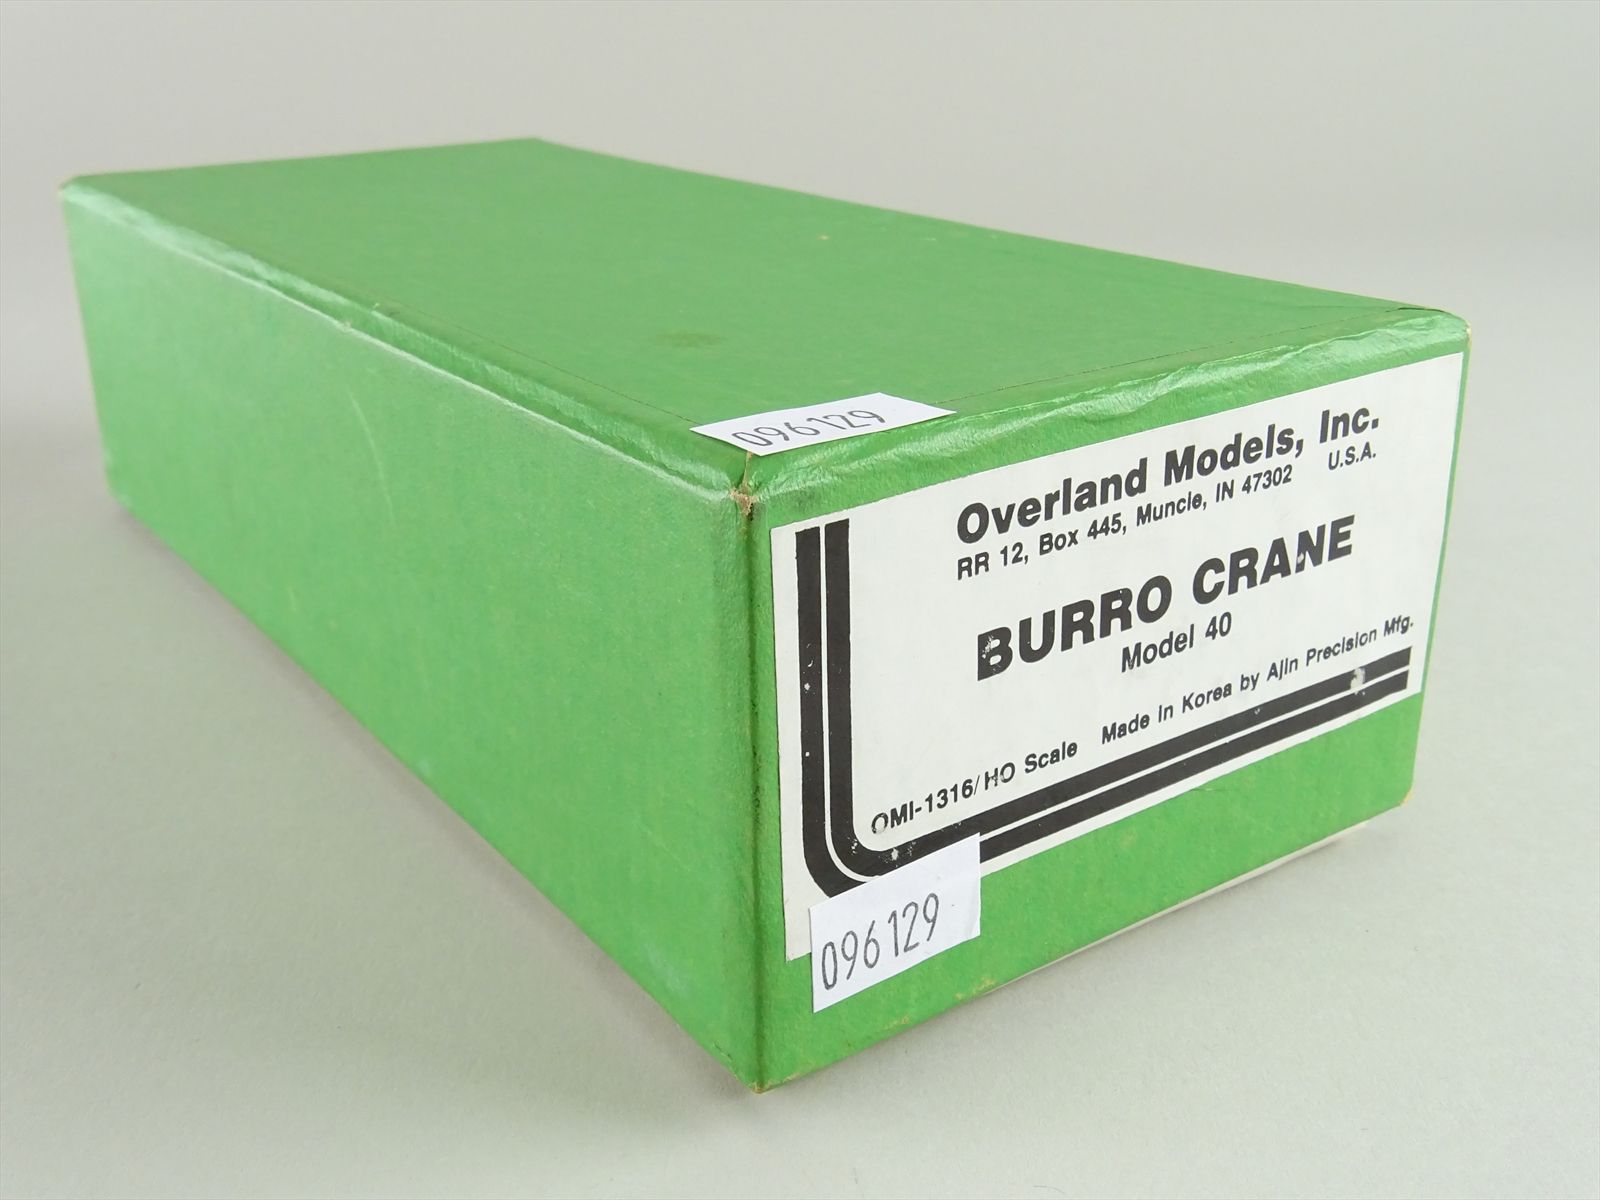 096129
Overland Models, Inc.
RR 12, Box 445, Muncie, IN 47302 U.S.A.
BURRO CRANE
Model 40
OMI-1316/HO Scale Made in Korea by Ajin Precision Mfg.
096129